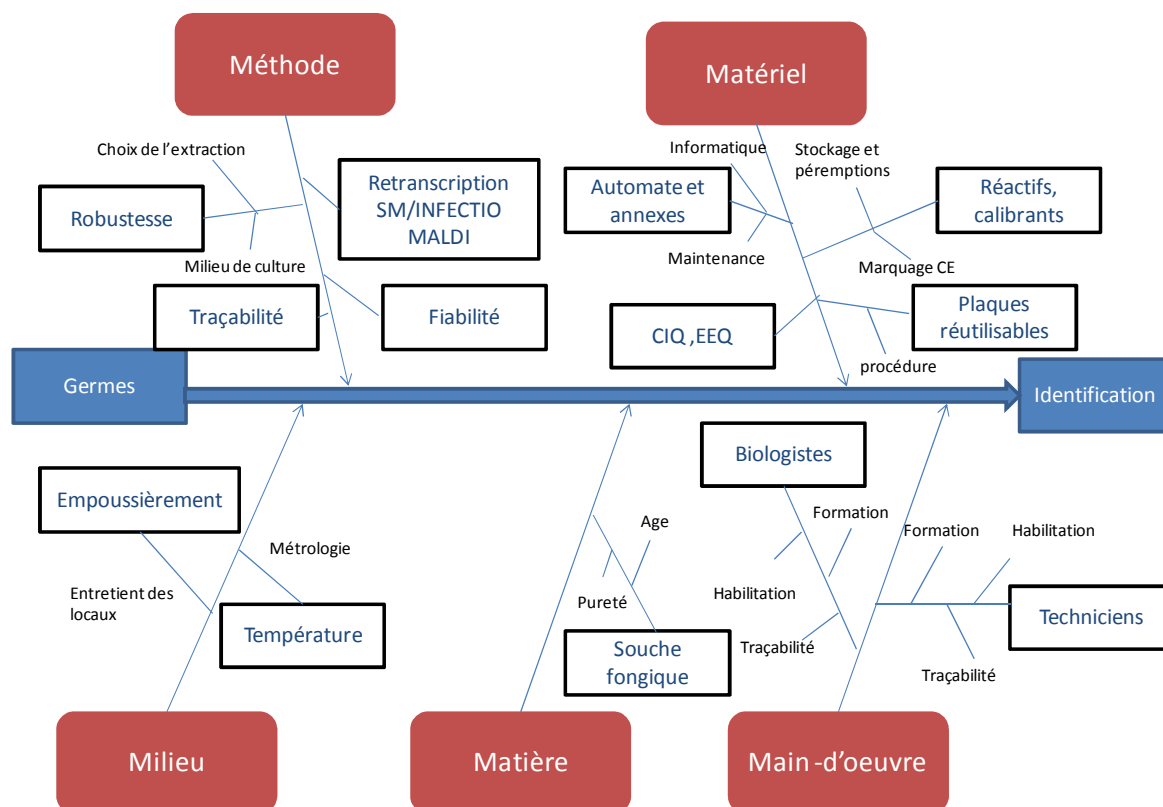 Méthode
Matériel
Choix de l'extraction
Robustesse
Milieu de culture
Retranscription
SM/INFECTIO
MALDI
Traçabilité
Fiabilité
Informatique
Automate et
annexes
Maintenance
Stockage et
péremptions
Réactifs,
calibrants
Marquage CE
CIQ ,EEQ
Plaques
réutilisables
procédure
Germes
Identification
Empoussièrement
Métrologie
Entretient des
locaux
Température
Age
Pureté
Souche
fongique
Biologistes
Formation
Habilitation
Traçabilité
Formation
Habilitation
Techniciens
Traçabilité
Milieu
Matière
Main -d'oeuvre